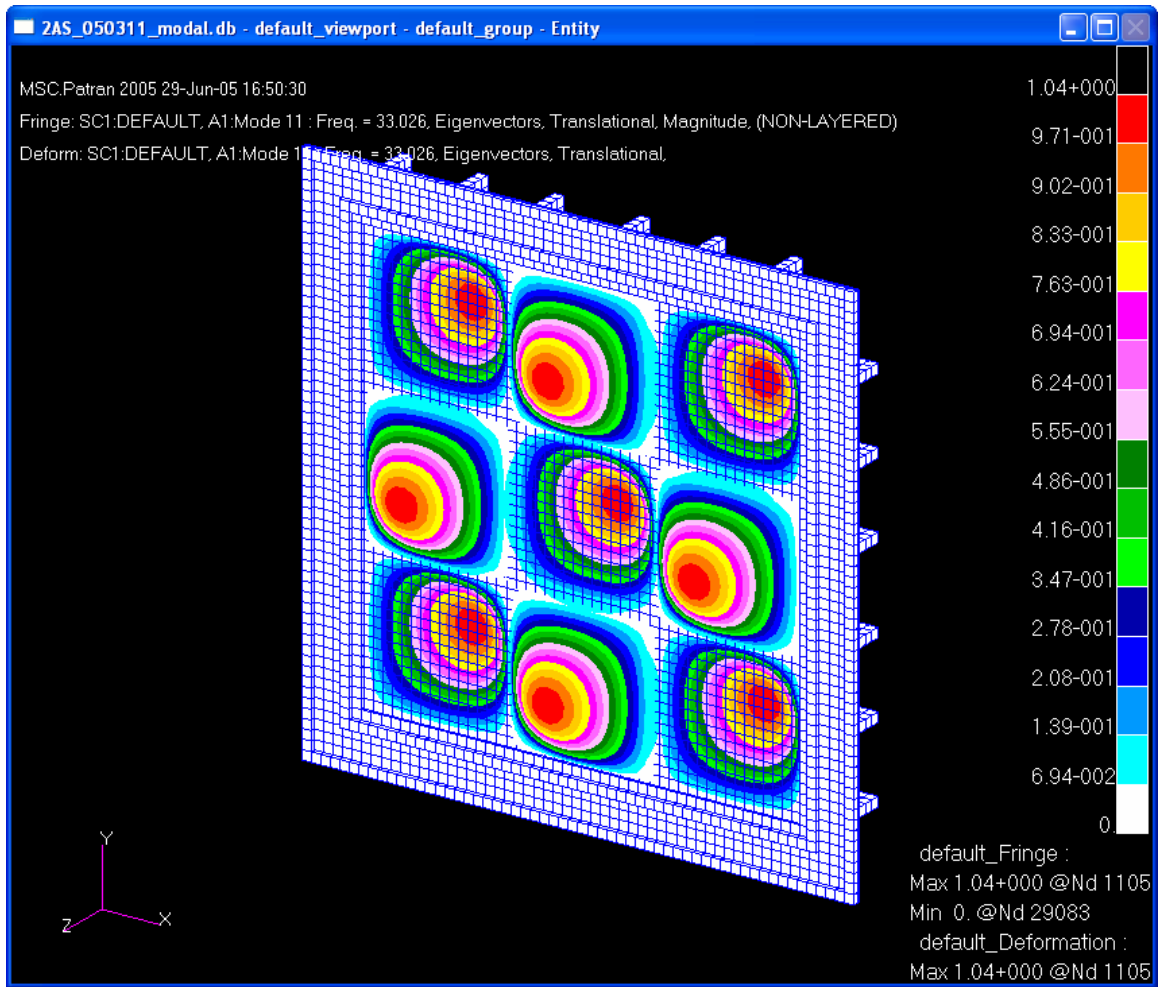 2AS_050311_modal.db - default_viewport - default_group - Entity
MSC.Patran 2005 29-Jun-05 16:50:30
Fringe: SC1:DEFAULT, A1:Mode 11 : Freq. = 33.026, Eigenvectors, Translational, Magnitude, (NON-LAYERED)
Deform: SC1:DEFAULT, A1:Mode 1 Freq. = 33.026, Eigenvectors, Translational,
1.04+000
9.71-001
9.02-001
8.33-001
7.63-001
6.94-001
6.24-001
5.55-001
4.86-001
4.16-001
3.47-001
2.78-001
2.08-001
1.39-001
6.94-002
0.
Y
Z
X
default_Fringe :
Max 1.04+000 @Nd 1105
Min 0. @Nd 29083
default_Deformation :
Max 1.04+000 @Nd 1105